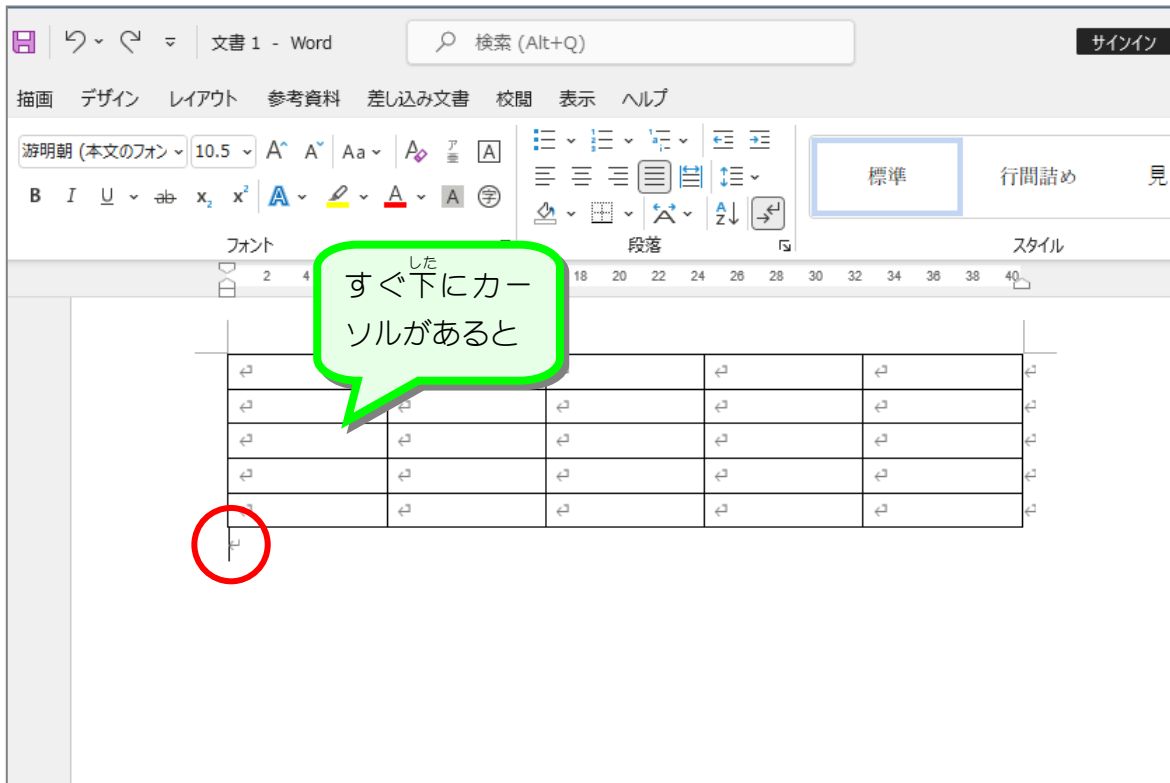 文書 1 - Word
検索 (Alt+Q)
サインイン
描画 デザイン レイアウト 参考資料 差し込み文書 校閲 表示 ヘルプ
游明朝 (本文のフォン 10.5 A A Aa A ア亜 A
B I U ab x₂ x² A A A 字
標準 行間詰め 見
フォント 段落 スタイル
2 4 18 20 22 24 26 28 30 32 34 36 38 40
した
すぐ下にカー
ソルがあると